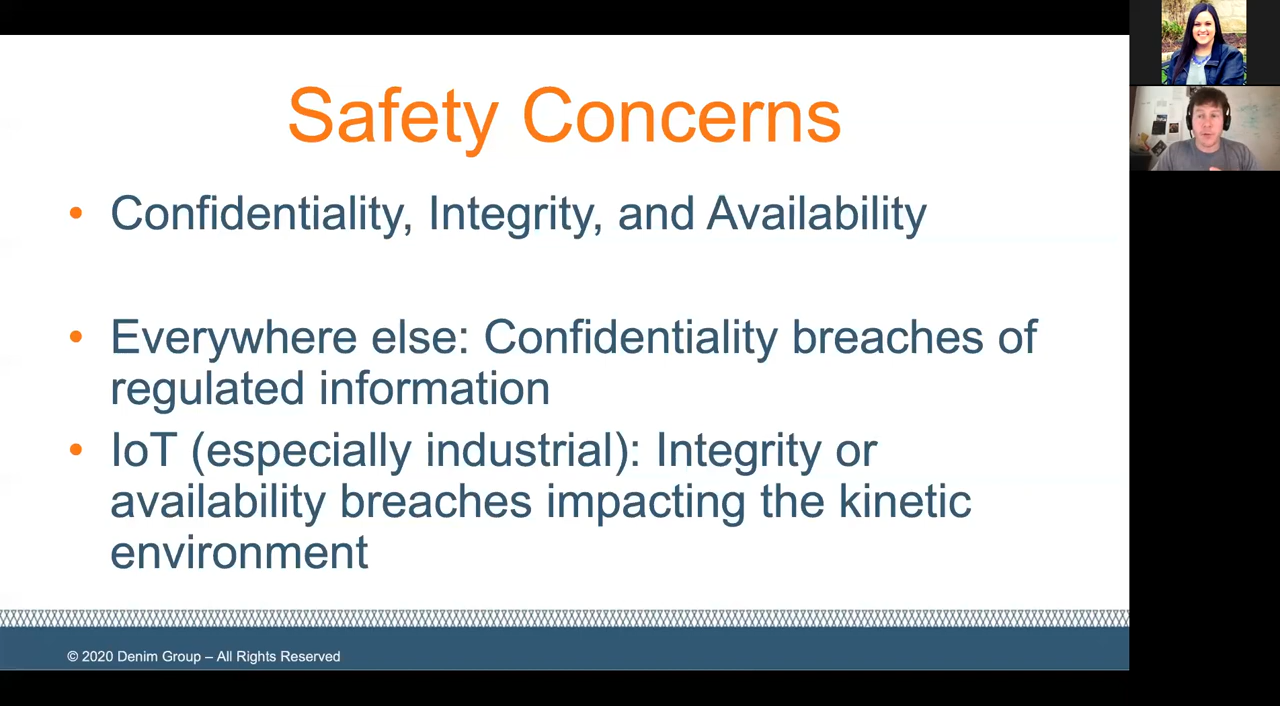 Safety Concerns
• Confidentiality, Integrity, and Availability
• Everywhere else: Confidentiality breaches of
regulated information
• IoT (especially industrial): Integrity or
availability breaches impacting the kinetic
environment
© 2020 Denim Group – All Rights Reserved